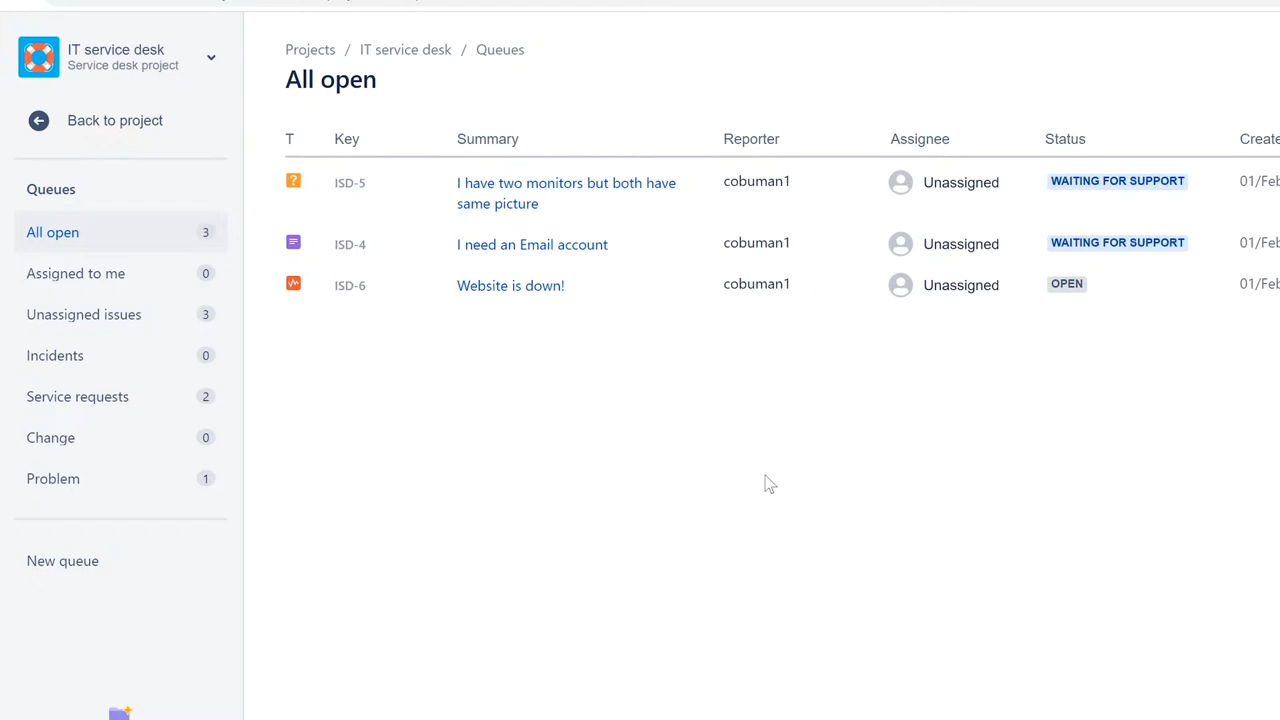 IT service desk
Service desk project
Back to project
Queues
All open 3
Assigned to me 0
Unassigned issues 3
Incidents 0
Service requests 2
Change 0
Problem 1
New queue
Projects / IT service desk / Queues
All open
T Key Summary Reporter Assignee Status Create
? ISD-5 I have two monitors but both have cobuman1 Unassigned WAITING FOR SUPPORT 01/Feb
same picture
ISD-4 I need an Email account cobuman1 Unassigned WAITING FOR SUPPORT 01/Feb
ISD-6 Website is down! cobuman1 Unassigned OPEN 01/Feb